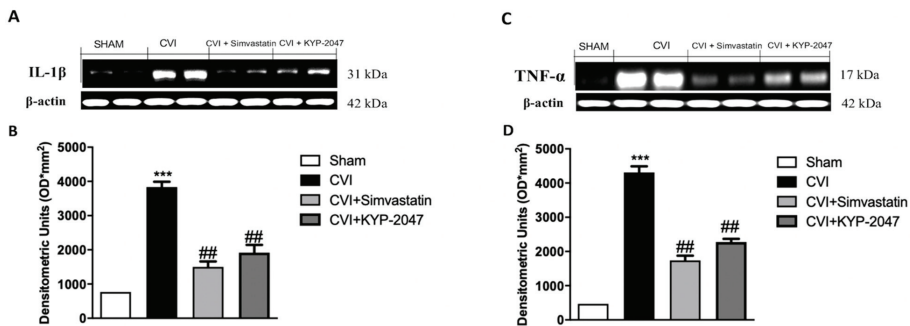 A
SHAM CVI CVI + Simvastatin CVI + KYP-2047
IL-1β 31 kDa
β-actin 42 kDa
B
Densitometric Units (OD*mm²)
5000
4000
3000
2000
1000
0
***
##
##
Sham
CVI
CVI+Simvastatin
CVI+KYP-2047
C
SHAM CVI CVI + Simvastatin CVI + KYP-2047
TNF-α 17 kDa
β-actin 42 kDa
D
Densitometric Units (OD*mm²)
5000
4000
3000
2000
1000
0
***
##
##
Sham
CVI
CVI+Simvastatin
CVI+KYP-2047